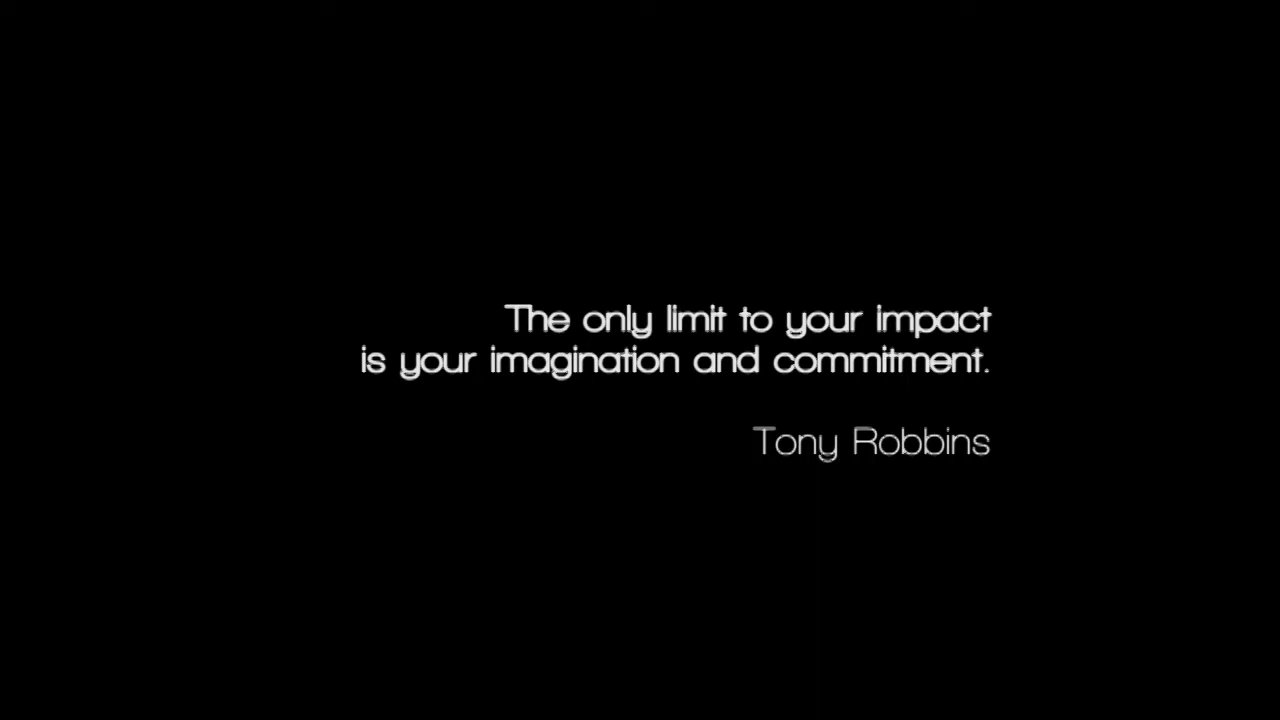 The only limit to your impact
is your imagination and commitment.
Tony Robbins